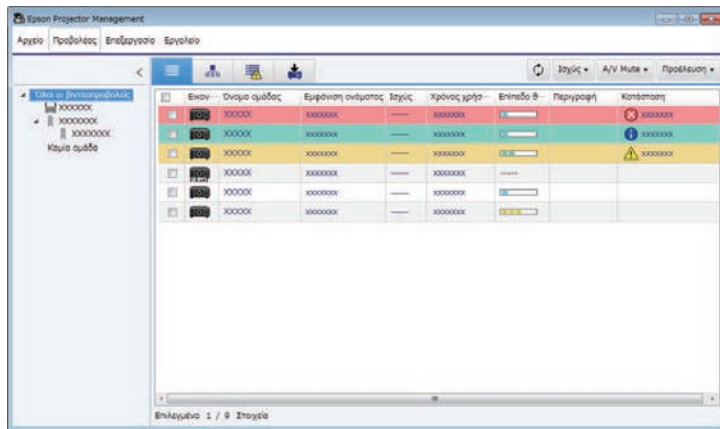 Epson Projector Management
Αρχείο Προβολέας Επεξεργασία Εργαλείο
Ισχύς A/V Mute Προέλευση
Όλοι οι βιντεοπροβολείς
XXXXXX
XXXXXXX
XXXXXXX
Καμία ομάδα
Εικον... Όνομα ομάδας Εμφάνιση ονόματος Ισχύς Χρόνος χρήσ... Επίπεδο θ... Περιγραφή Κατάσταση
XXXXX XXXXXXX —— XXXXXXX XXXXXXX
XXXXX XXXXXXX —— XXXXXXX XXXXXXX
XXXXX XXXXXXX —— XXXXXXX XXXXXXX
XXXXX XXXXXXX —— XXXXXXX -----
XXXXX XXXXXXX —— XXXXXXX
XXXXX XXXXXXX —— XXXXXXX
Επιλεγμένα 1 / 9 Στοιχεία